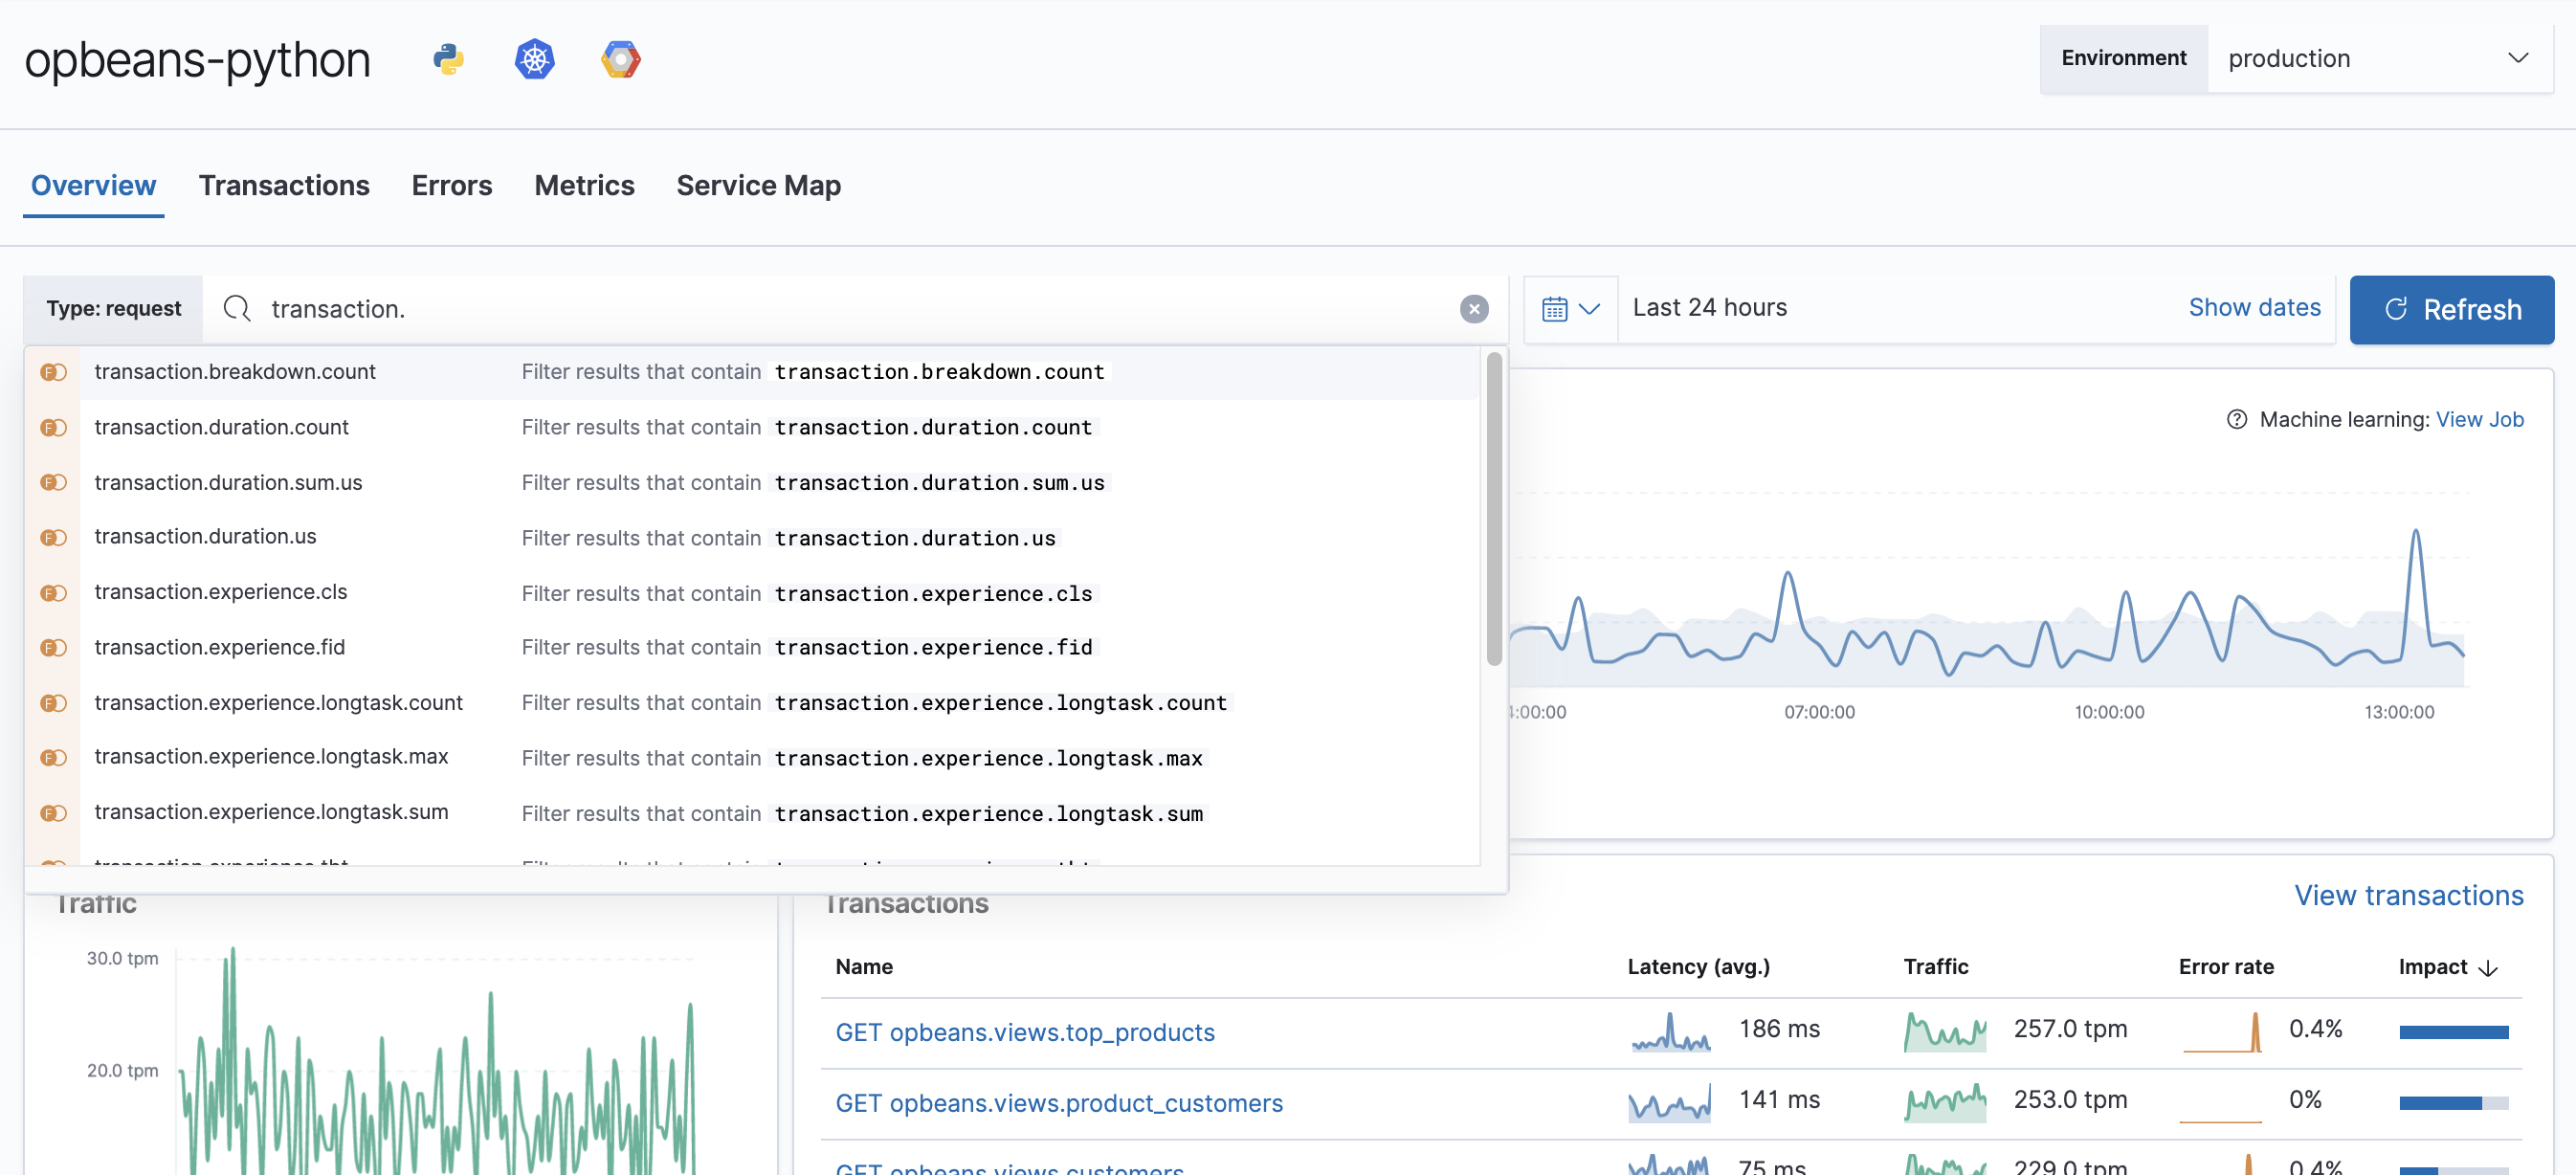 opbeans-python
Environment production
Overview Transactions Errors Metrics Service Map
Type: request transaction. Last 24 hours Show dates Refresh
transaction.breakdown.count Filter results that contain transaction.breakdown.count
transaction.duration.count Filter results that contain transaction.duration.count
transaction.duration.sum.us Filter results that contain transaction.duration.sum.us
transaction.duration.us Filter results that contain transaction.duration.us
transaction.experience.cls Filter results that contain transaction.experience.cls
transaction.experience.fid Filter results that contain transaction.experience.fid
transaction.experience.longtask.count Filter results that contain transaction.experience.longtask.count
transaction.experience.longtask.max Filter results that contain transaction.experience.longtask.max
transaction.experience.longtask.sum Filter results that contain transaction.experience.longtask.sum
transaction.experience.tbt Filter results that contain
Machine learning: View Job
4:00:00 07:00:00 10:00:00 13:00:00
Traffic
30.0 tpm
20.0 tpm
Transactions View transactions
Name Latency (avg.) Traffic Error rate Impact
GET opbeans.views.top_products 186 ms 257.0 tpm 0.4%
GET opbeans.views.product_customers 141 ms 253.0 tpm 0%
GET opbeans.views.customers 75 ms 229.0 tpm 0.4%